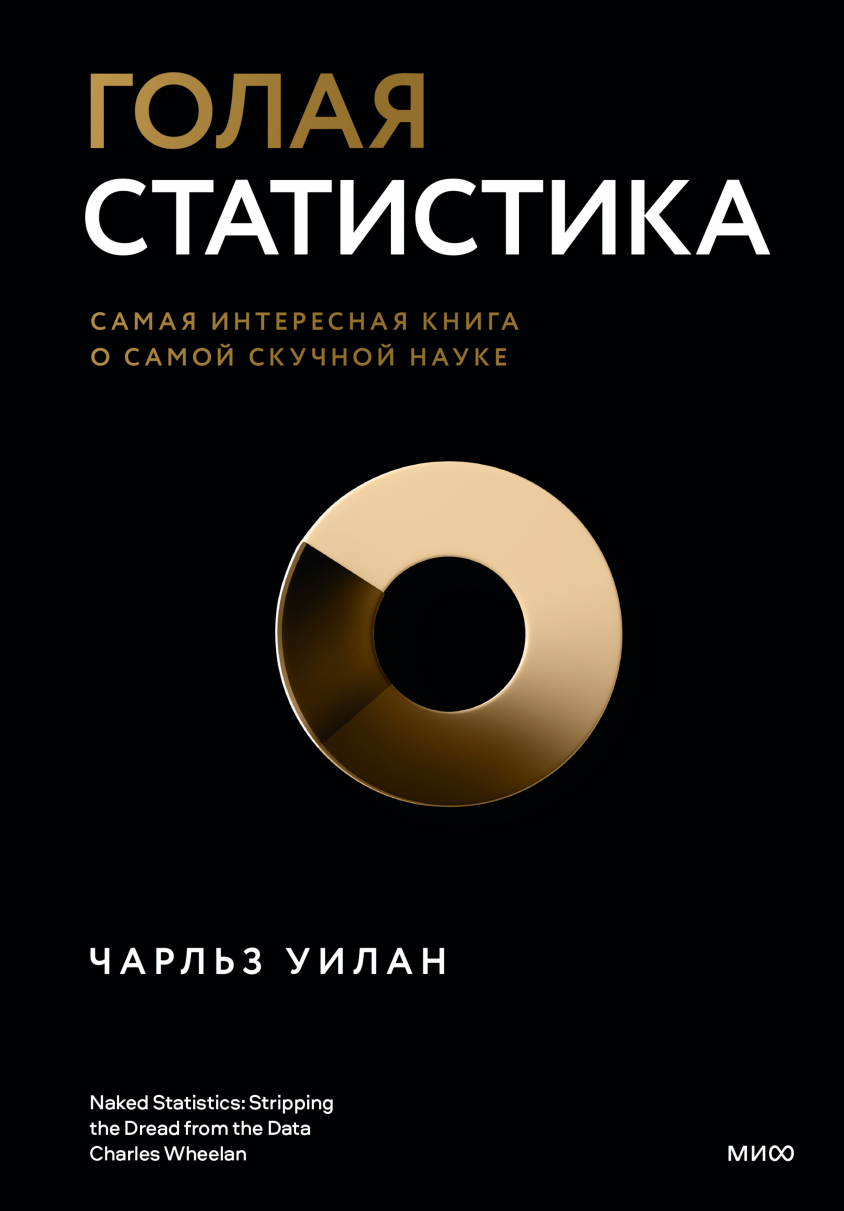 ГОЛАЯ
СТАТИСТИКА
САМАЯ ИНТЕРЕСНАЯ КНИГА
О САМОЙ СКУЧНОЙ НАУКЕ
ЧАРЛЬЗ УИЛАН
Naked Statistics: Stripping
the Dread from the Data
Charles Wheelan
МИФ